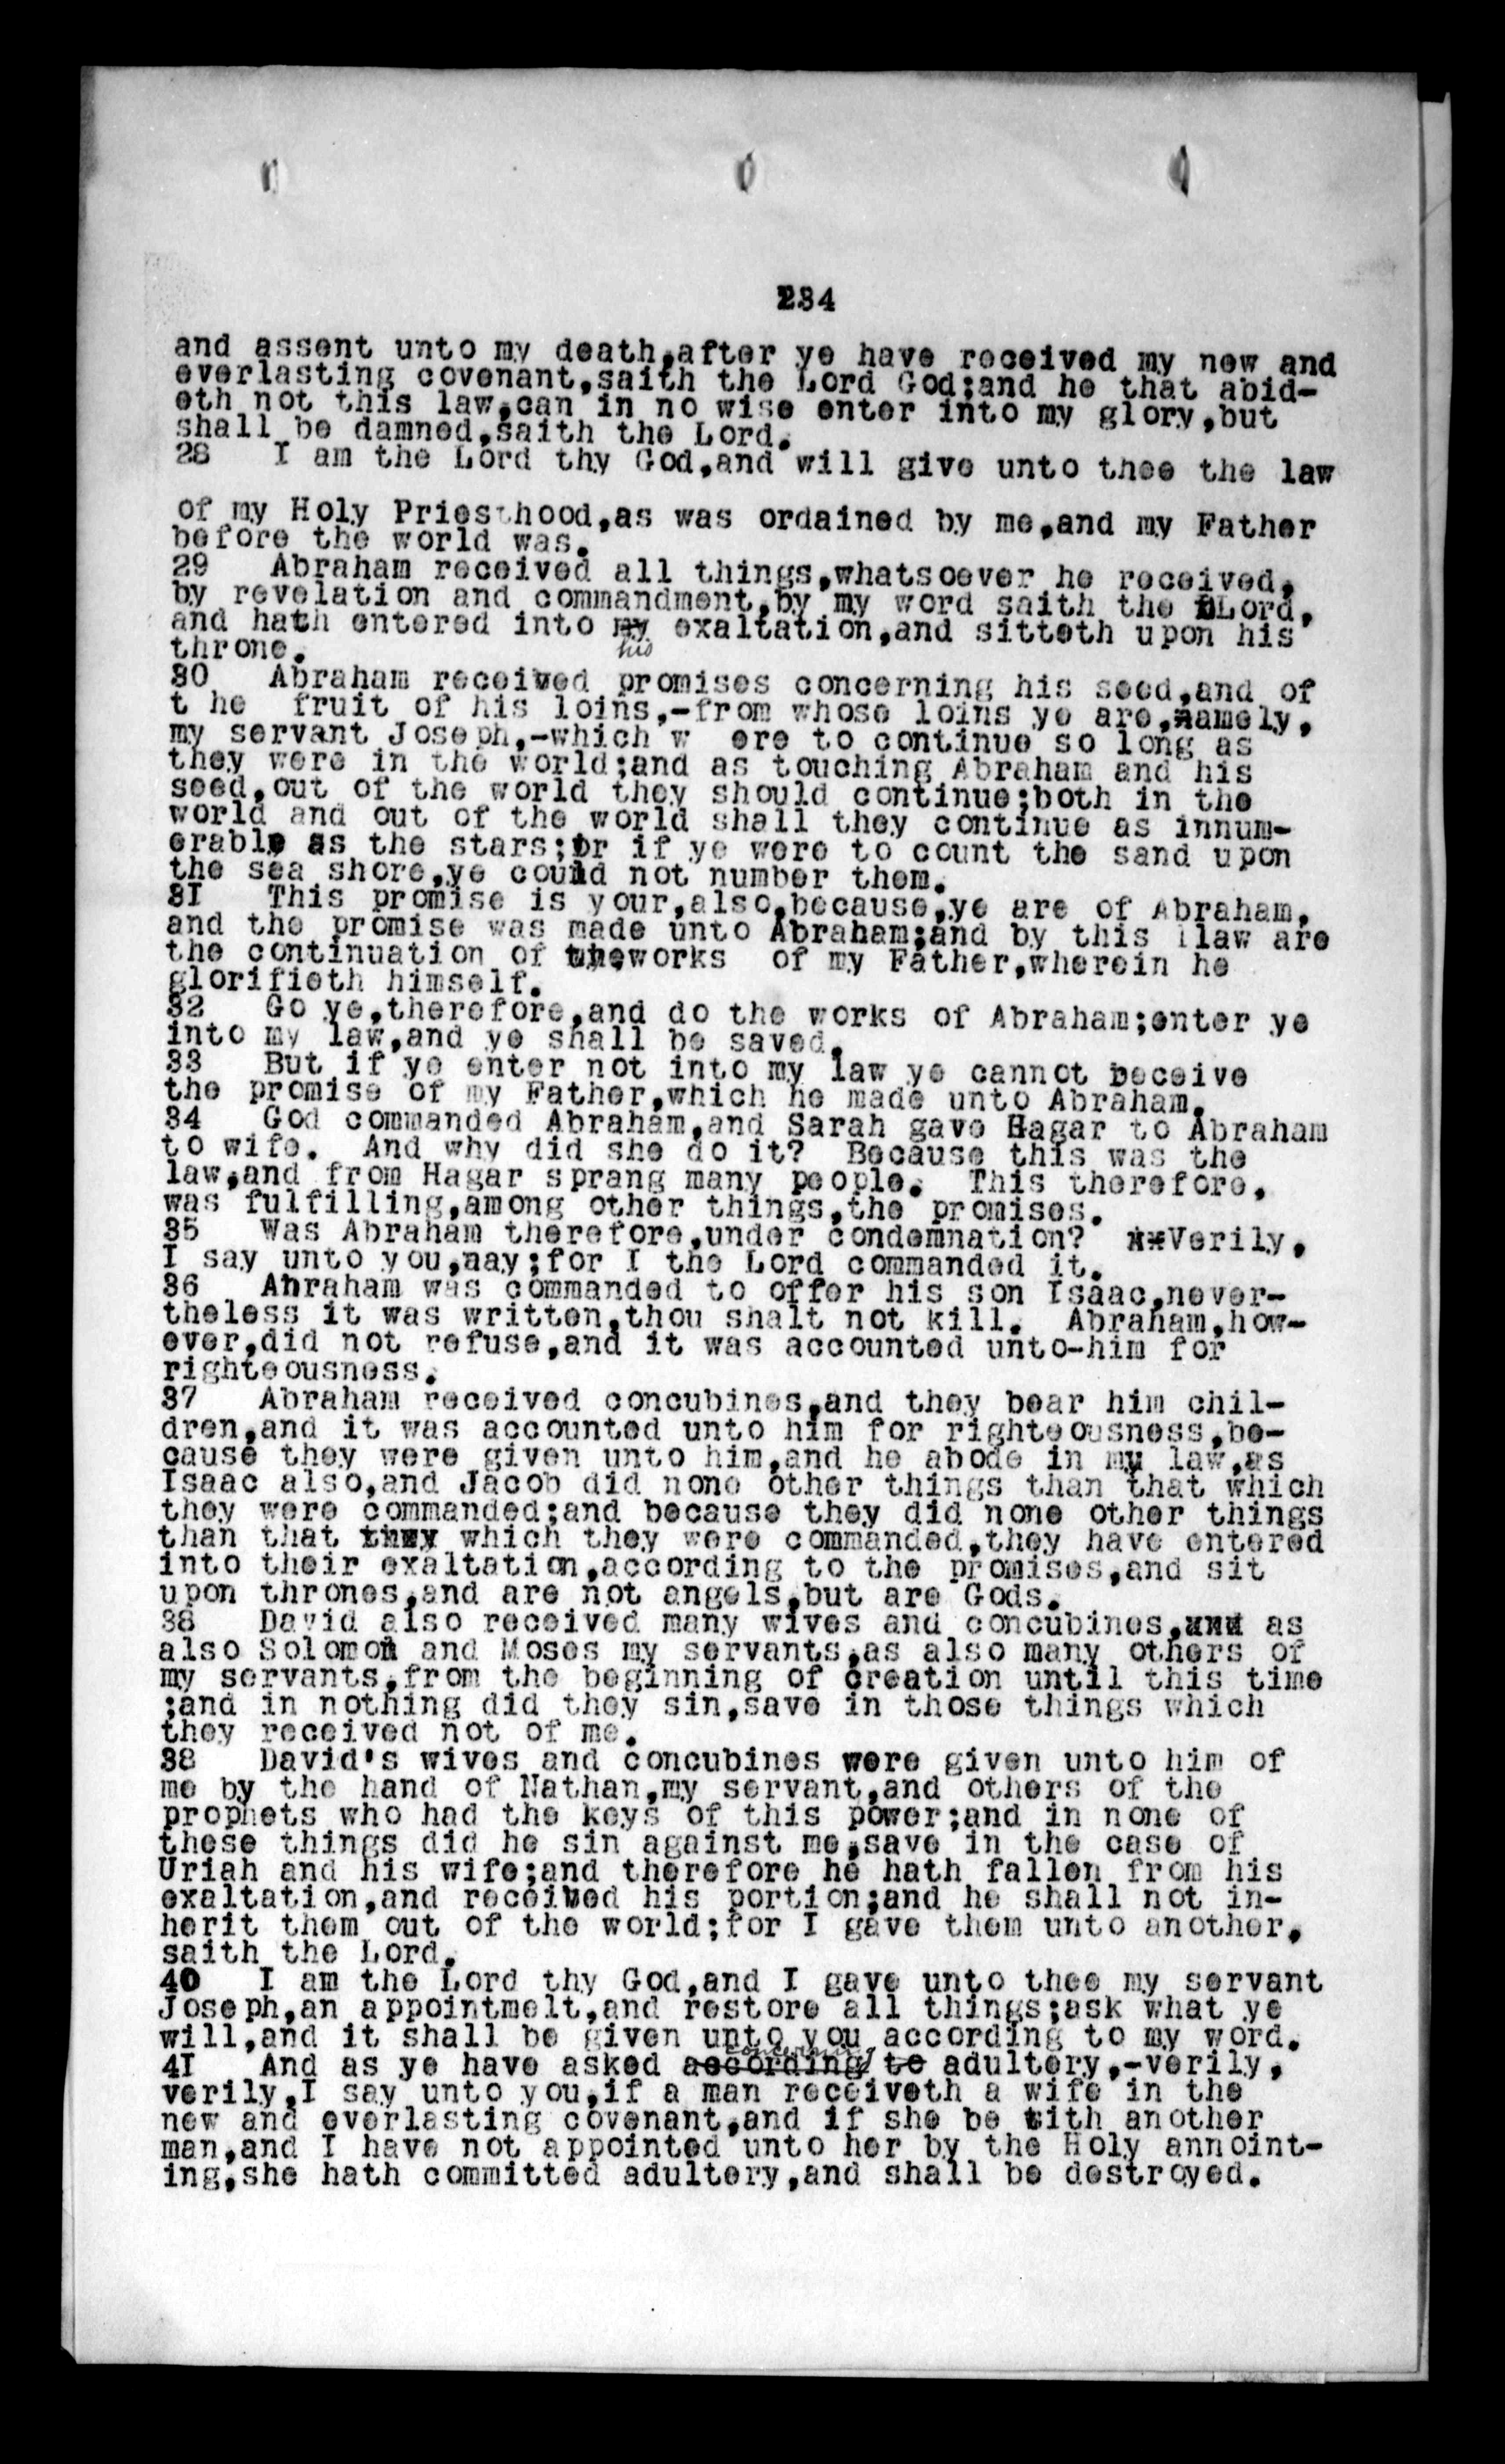 234
and assent unto my death,after ye have received my new and
everlasting covenant,saith the Lord God;and he that abid-
eth not this law,can in no wise enter into my glory,but
shall be damned,saith the Lord.
28   I am the Lord thy God,and will give unto thee the law
of my Holy Priesthood,as was ordained by me,and my Father
before the world was.
29   Abraham received all things,whatsoever he received,
by revelation and commandment,by my word saith the Lord,
and hath entered into my exaltation,and sitteth upon his
his
throne.
30   Abraham received promises concerning his seed,and of
t he  fruit of his loins,-from whose loins ye are,namely,
my servant Joseph,-which w  ere to continue so long as
they were in the world;and as touching Abraham and his
seed,out of the world they should continue;both in the
world and out of the world shall they continue as innum-
erable as the stars;or if ye were to count the sand upon
the sea shore,ye could not number them.
31   This promise is your,also,because,ye are of Abraham,
and the promise was made unto Abraham;and by this llaw are
the continuation of the works  of my Father,wherein he
glorifieth himself.
32   Go ye,therefore,and do the works of Abraham;enter ye
into my law,and ye shall be saved.
33   But if ye enter not into my law ye cannot receive
the promise of my Father,which he made unto Abraham.
34   God commanded Abraham,and Sarah gave Hagar to Abraham
to wife.  And why did she do it?  Because this was the
law,and from Hagar sprang many people.  This therefore,
was fulfilling,among other things,the promises.
35   Was Abraham therefore,under condemnation?  Verily,
I say unto you,nay;for I the Lord commanded it.
36   Abraham was commanded to offer his son Isaac,never-
theless it was written,thou shalt not kill.  Abraham,how-
ever,did not refuse,and it was accounted unto-him for
righteousness.
37   Abraham received concubines,and they bear him chil-
dren,and it was accounted unto him for righteousness,be-
cause they were given unto him,and he abode in my law,as
Isaac also,and Jacob did none other things than that which
they were commanded;and because they did none other things
than that they which they were commanded,they have entered
into their exaltation,according to the promises,and sit
upon thrones,and are not angels,but are Gods.
38   David also received many wives and concubines,and as
also Solomon and Moses my servants,as also many others of
my servants,from the beginning of creation until this time
;and in nothing did they sin,save in those things which
they received not of me.
38   David's wives and concubines were given unto him of
me by the hand of Nathan,my servant,and others of the
prophets who had the keys of this power;and in none of
these things did he sin against me,save in the case of
Uriah and his wife;and therefore he hath fallen from his
exaltation,and received his portion;and he shall not in-
herit them out of the world;for I gave them unto another,
saith the Lord.
40   I am the Lord thy God,and I gave unto thee my servant
Joseph,an appointmelt,and restore all things;ask what ye
will,and it shall be given unto you according to my word.
concerning
41   And as ye have asked according to adultery,-verily,
verily,I say unto you,if a man receiveth a wife in the
new and everlasting covenant,and if she be with another
man,and I have not appointed unto her by the Holy annoint-
ing,she hath committed adultery,and shall be destroyed.